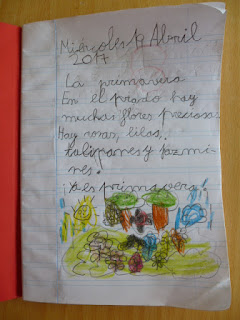 Miércoles 19 Abril
2017
La primavera
En el prado hay
muchas flores preciosas.
Hay rosas, lilas,
tulipanes y jazmi-
nes!
¡Ya es primavera!